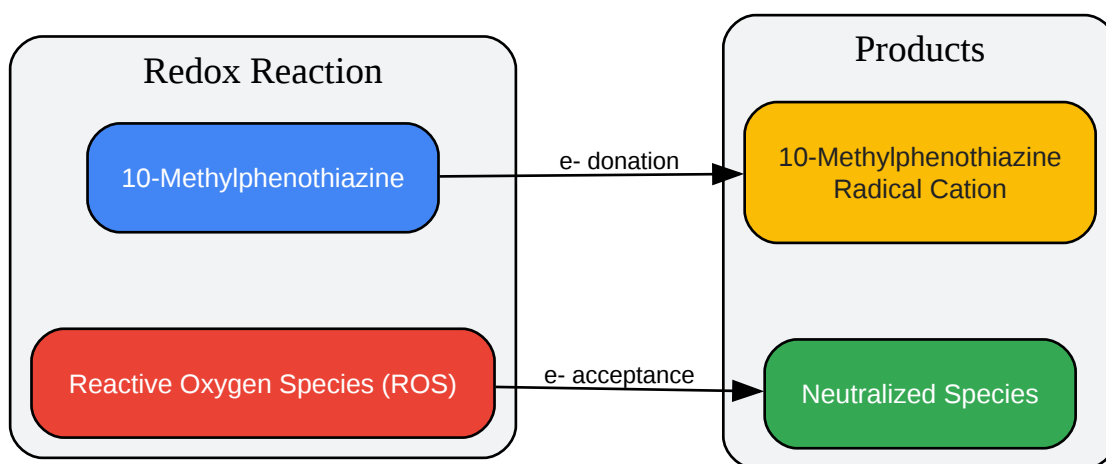 Redox Reaction
Products
10-Methylphenothiazine
e- donation
10-Methylphenothiazine
Radical Cation
Reactive Oxygen Species (ROS)
e- acceptance
Neutralized Species